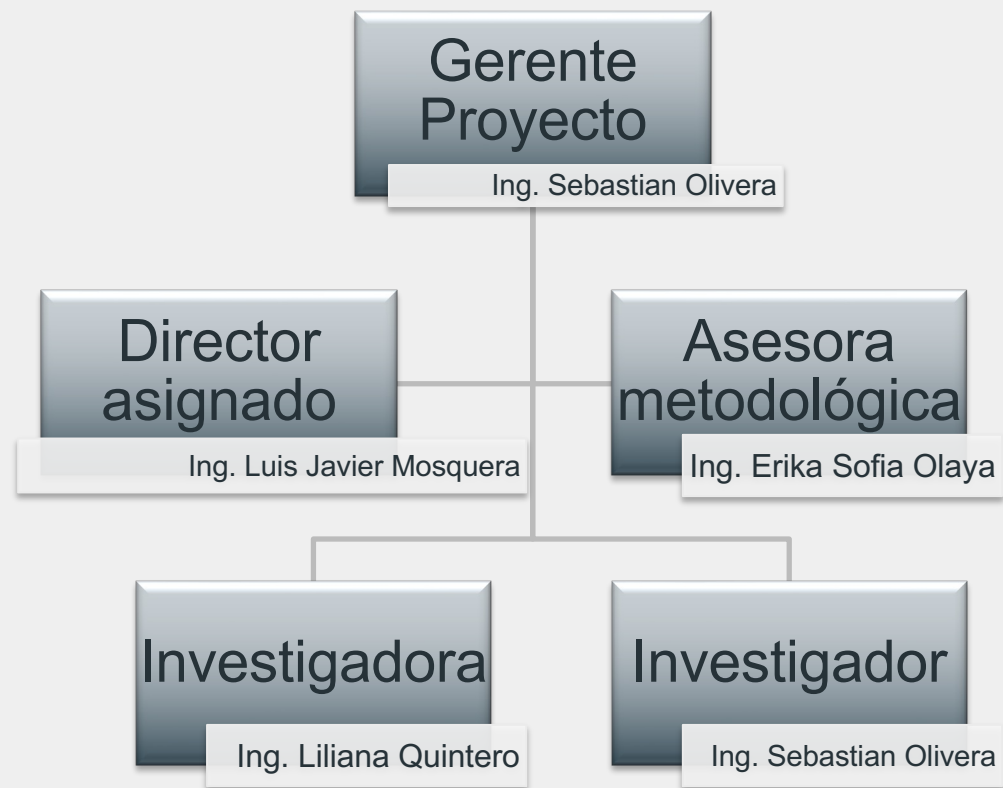 Gerente
Proyecto
Ing. Sebastian Olivera
Director
asignado
Ing. Luis Javier Mosquera
Asesora
metodológica
Ing. Erika Sofia Olaya
Investigadora
Ing. Liliana Quintero
Investigador
Ing. Sebastian Olivera